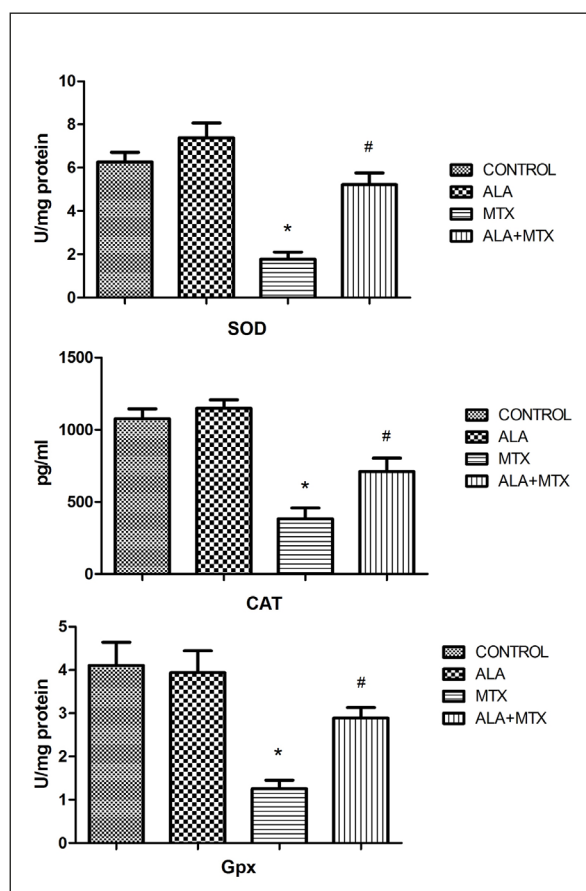 10
8
6
4
2
0
U/mg protein
*
#
SOD
CONTROL
ALA
MTX
ALA+MTX
1500
1000
500
0
pg/ml
*
#
CAT
CONTROL
ALA
MTX
ALA+MTX
5
4
3
2
1
0
U/mg protein
*
#
Gpx
CONTROL
ALA
MTX
ALA+MTX